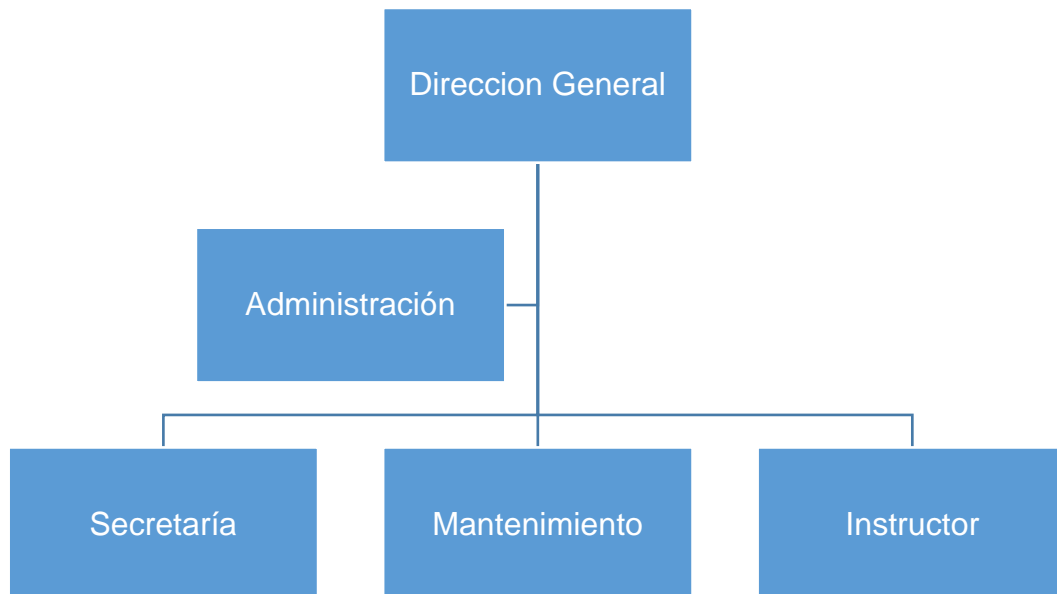 Direccion General
Administración
Secretaría
Mantenimiento
Instructor